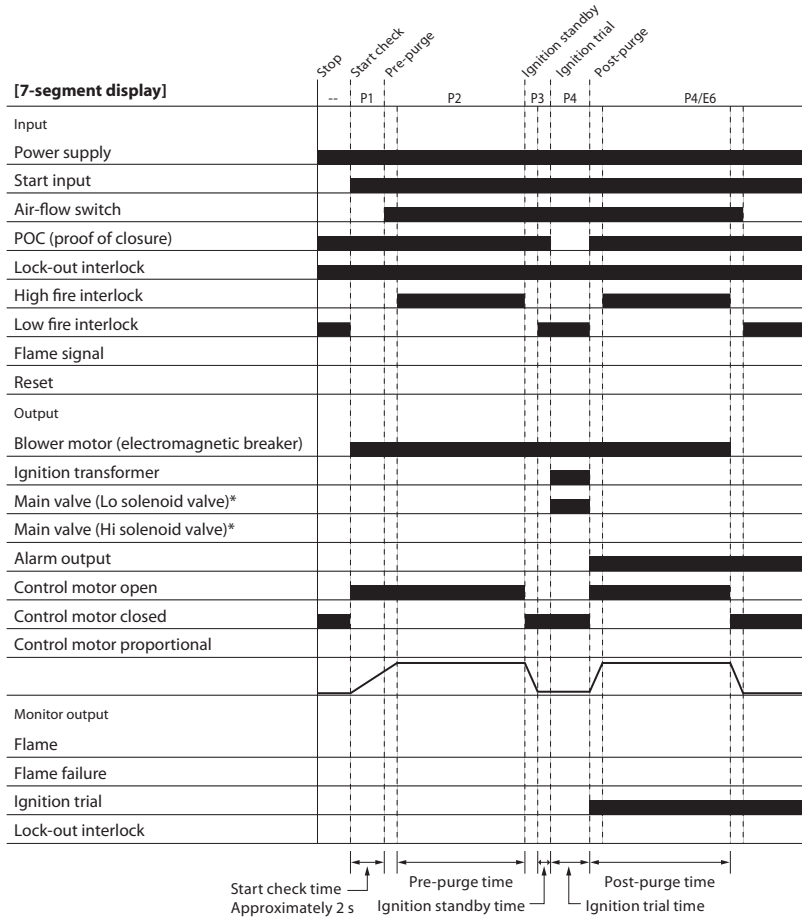 Stop
Start check
Pre-purge
Ignition standby
Ignition trial
Post-purge
[7-segment display]
-- P1 P2 P3 P4 P4/E6
Input
Power supply
Start input
Air-flow switch
POC (proof of closure)
Lock-out interlock
High fire interlock
Low fire interlock
Flame signal
Reset
Output
Blower motor (electromagnetic breaker)
Ignition transformer
Main valve (Lo solenoid valve)*
Main valve (Hi solenoid valve)*
Alarm output
Control motor open
Control motor closed
Control motor proportional
Monitor output
Flame
Flame failure
Ignition trial
Lock-out interlock
Start check time
Approximately 2 s
Pre-purge time
Ignition standby time
Post-purge time
Ignition trial time